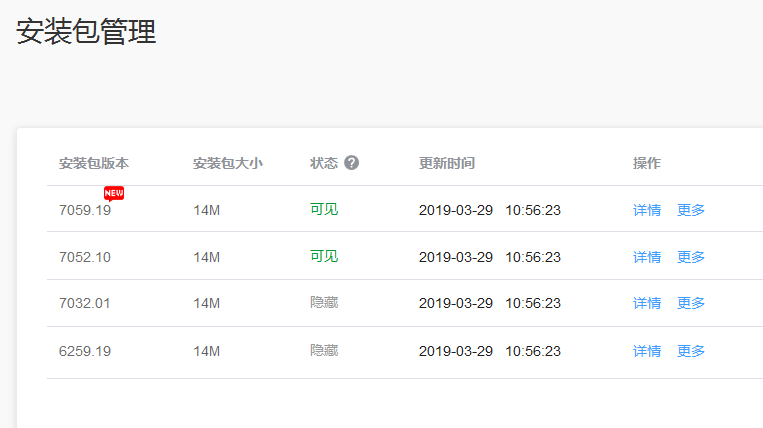 安装包管理
安装包版本 安装包大小 状态 ? 更新时间 操作
7059.19 NEW 14M 可见 2019-03-29 10:56:23 详情 更多
7052.10 14M 可见 2019-03-29 10:56:23 详情 更多
7032.01 14M 隐藏 2019-03-29 10:56:23 详情 更多
6259.19 14M 隐藏 2019-03-29 10:56:23 详情 更多